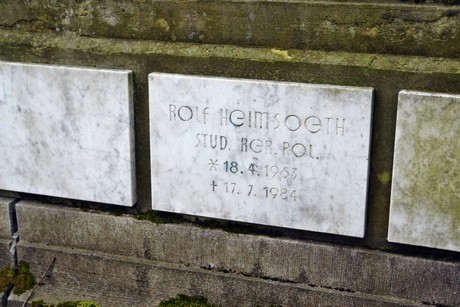 ROLF HEIMSOETH
STUD. RER. POL.
* 18. 4. 1963
† 17. 7. 1984